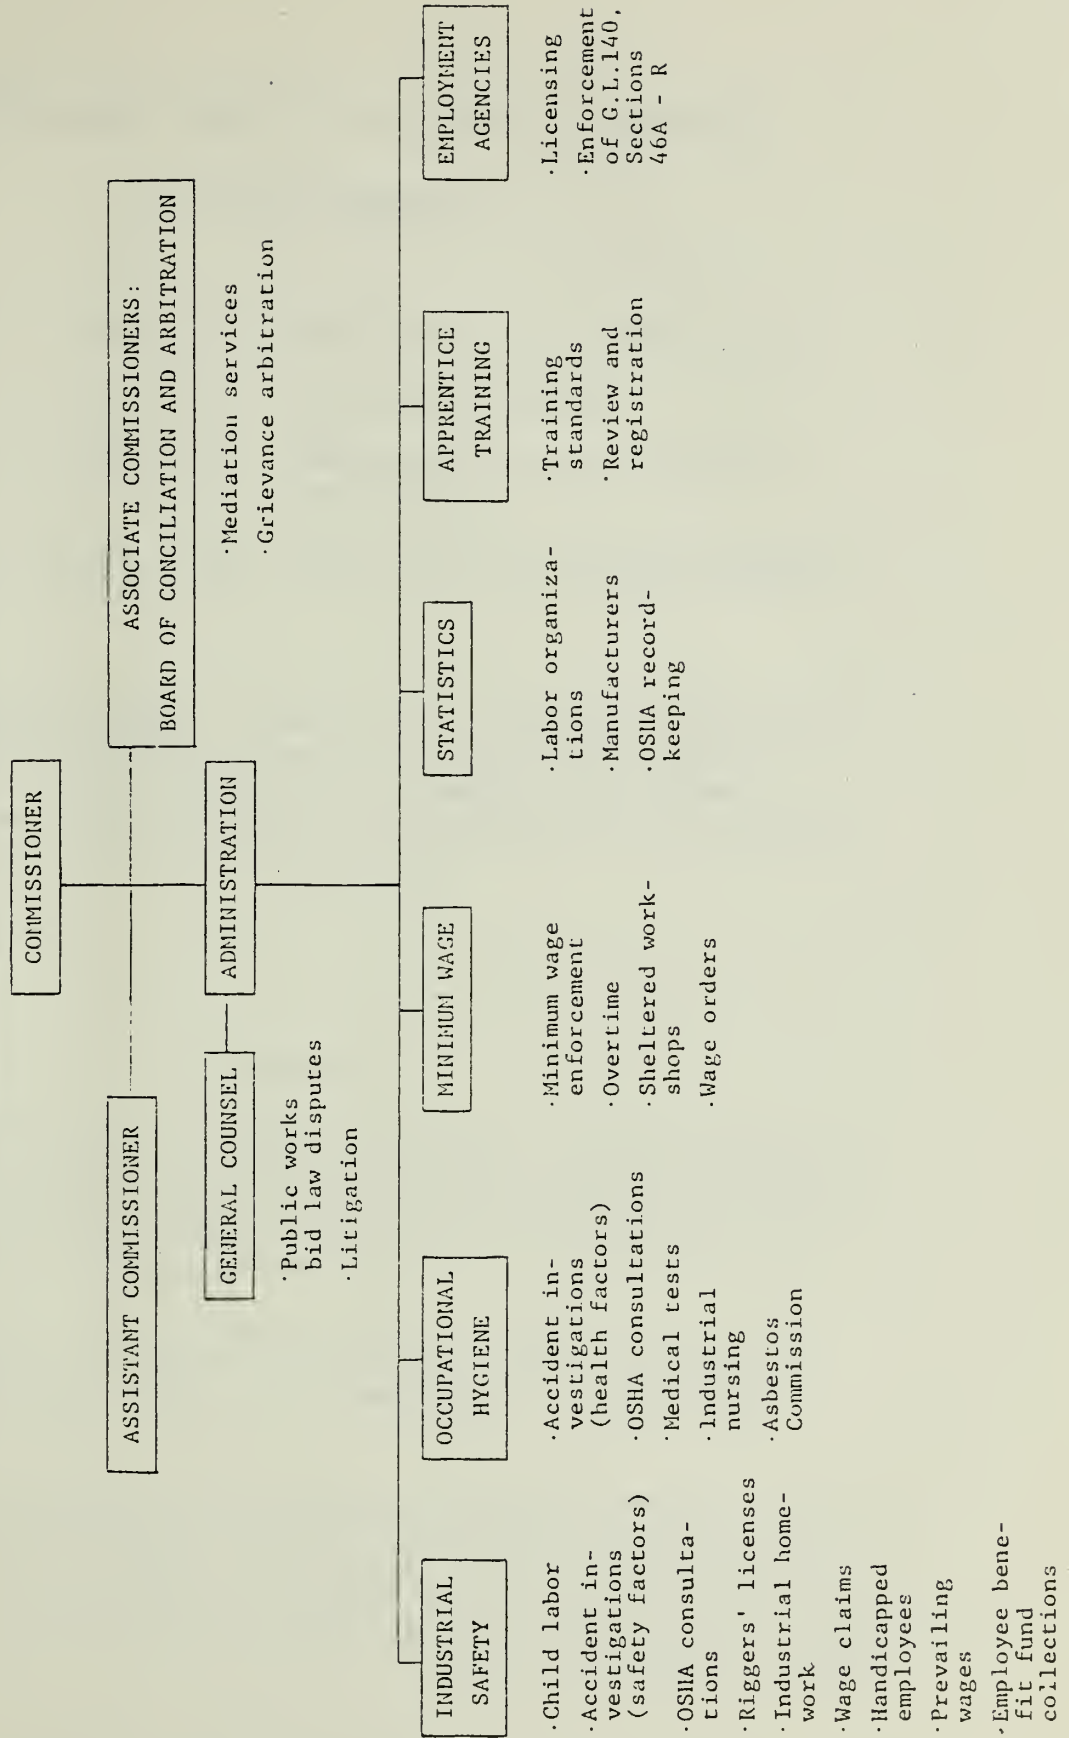 COMMISSIONER
ASSISTANT COMMISSIONER
ASSOCIATE COMMISSIONERS:
BOARD OF CONCILIATION AND ARBITRATION
·Mediation services
·Grievance arbitration
GENERAL COUNSEL
·Public works
bid law disputes
·Litigation
ADMINISTRATION
INDUSTRIAL
SAFETY
·Child labor
·Accident in-
vestigations
(safety factors)
·OSHA consulta-
tions
·Riggers' licenses
·Industrial home-
work
·Wage claims
·Handicapped
employees
·Prevailing
wages
·Employee bene-
fit fund
collections
OCCUPATIONAL
HYGIENE
·Accident in-
vestigations
(health factors)
·OSHA consultations
·Medical tests
·Industrial
nursing
·Asbestos
Commission
MINIMUM WAGE
·Minimum wage
enforcement
·Overtime
·Sheltered work-
shops
·Wage orders
STATISTICS
·Labor organiza-
tions
·Manufacturers
·OSHA record-
keeping
APPRENTICE
TRAINING
·Training
standards
·Review and
registration
EMPLOYMENT
AGENCIES
·Licensing
·Enforcement
of G.L.140,
Sections
46A - R